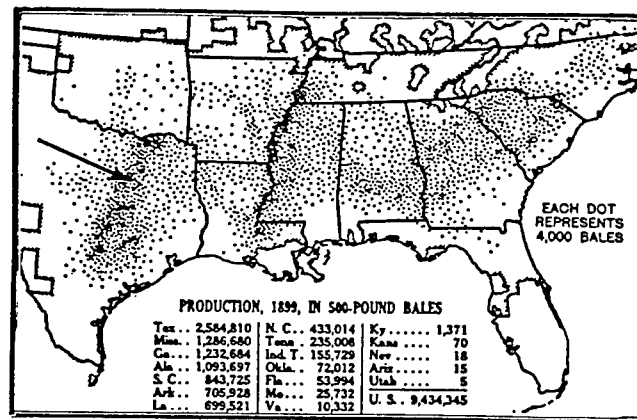 EACH DOT
REPRESENTS
4,000 BALES
PRODUCTION, 1899, IN 500-POUND BALES
Tex.. 2,584,810
Miss.. 1,286,680
Ga... 1,232,684
Ala.. 1,093,697
S. C.. 843,725
Ark.. 705,928
La... 699,521
N. C.. 433,014
Tenn. 235,008
Ind. T. 155,729
Okla.. 72,012
Fla... 53,994
Mo... 25,732
Va... 10,332
Ky...... 1,371
Kans.... 70
Nev.... 18
Ariz.... 15
Utah... 5
U. S.. 9,434,345